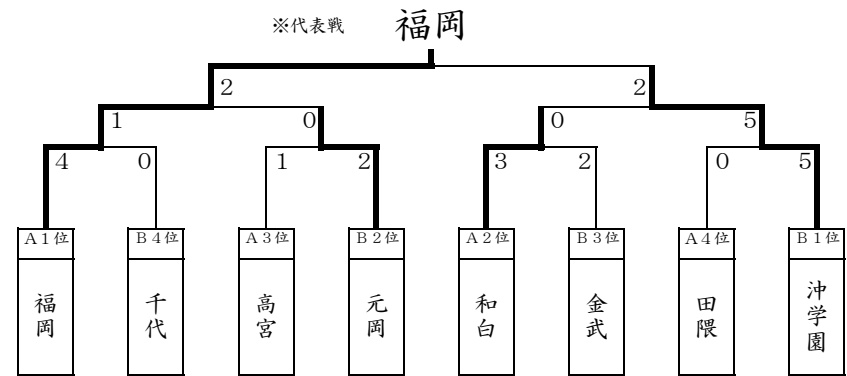 ※代表戦 福岡
2 2
1 0 0 5
4 0 1 2 3 2 0 5
A1位 B4位 A3位 B2位 A2位 B3位 A4位 B1位
福岡 千代 高宮 元岡 和白 金武 田隈 沖学園